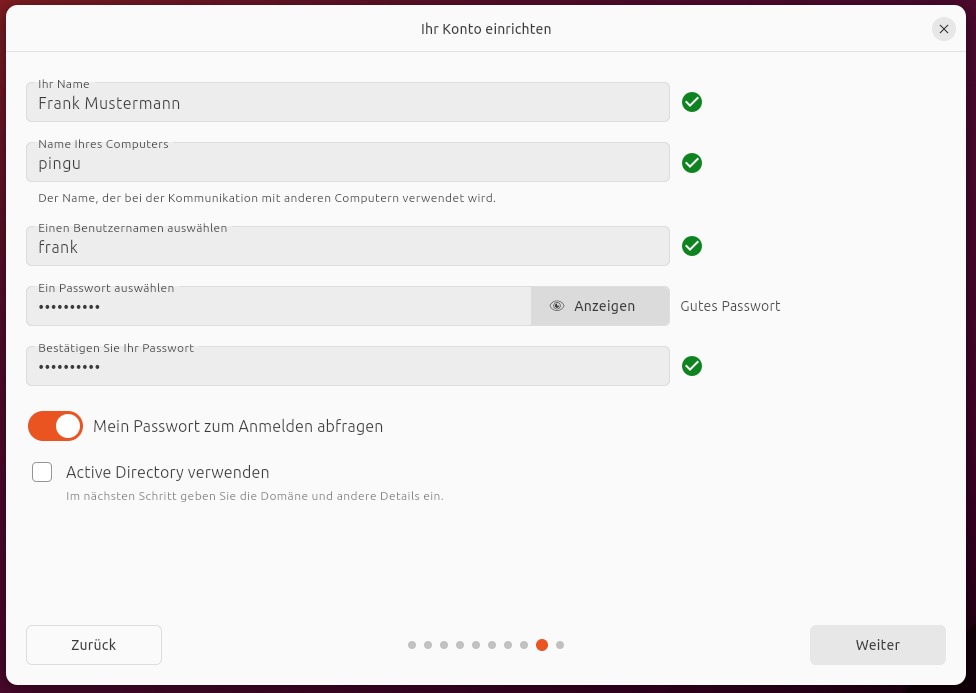 Ihr Konto einrichten
Ihr Name
Frank Mustermann
Name Ihres Computers
pingu
Der Name, der bei der Kommunikation mit anderen Computern verwendet wird.
Einen Benutzernamen auswählen
frank
Ein Passwort auswählen
••••••••••
Anzeigen
Gutes Passwort
Bestätigen Sie Ihr Passwort
••••••••••
Mein Passwort zum Anmelden abfragen
Active Directory verwenden
Im nächsten Schritt geben Sie die Domäne und andere Details ein.
Zurück
Weiter